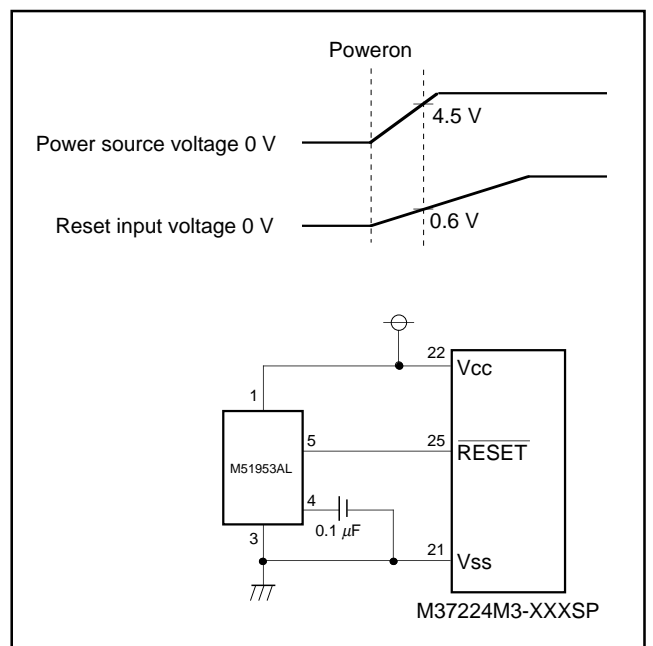 Poweron
4.5 V
Power source voltage 0 V
0.6 V
Reset input voltage 0 V
22
Vcc
1
5
25
RESET
M51953AL
4
0.1 μF
3
21
Vss
M37224M3-XXXSP